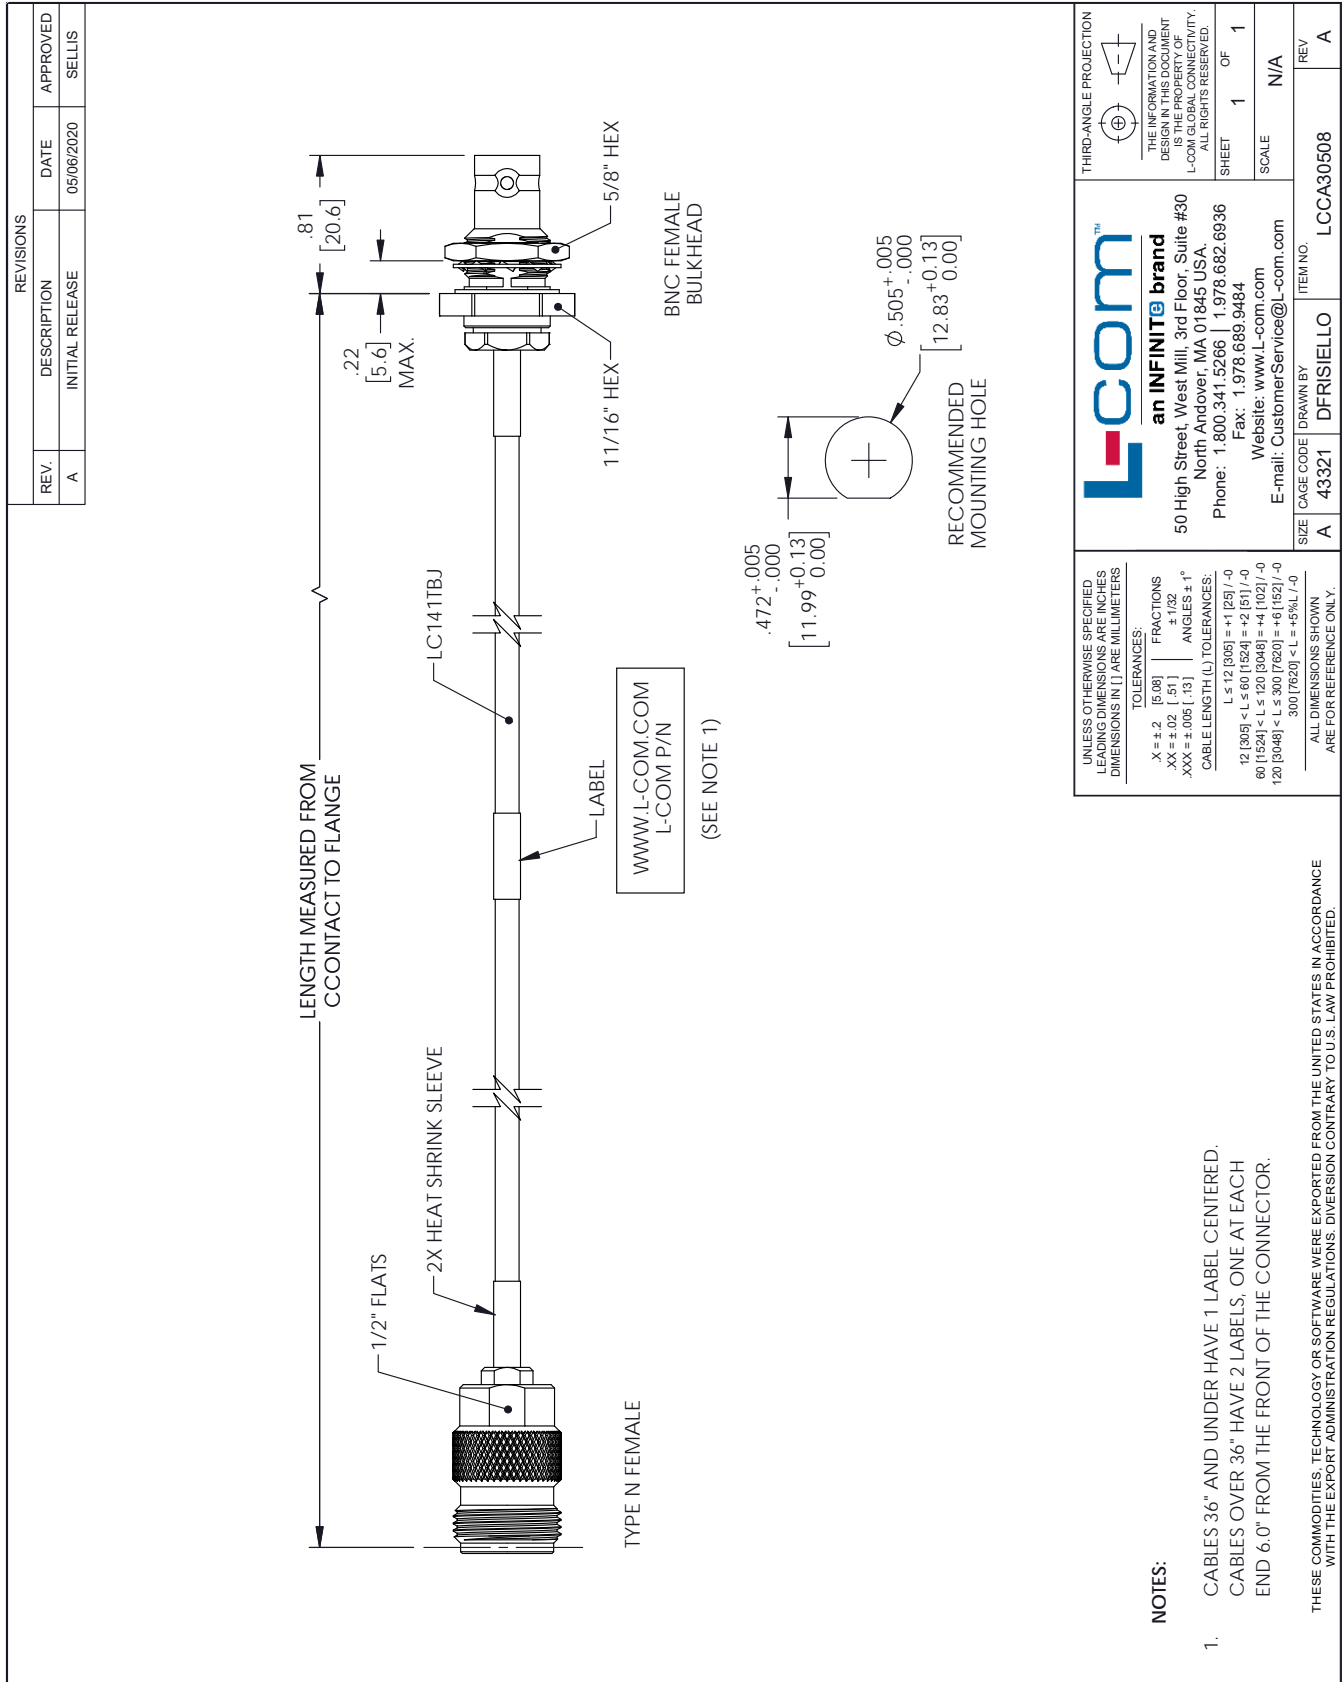 REVISIONS
REV. DESCRIPTION DATE APPROVED
A INITIAL RELEASE 05/06/2020 SELLIS
LENGTH MEASURED FROM
CCONTACT TO FLANGE
.81
[20.6]
.22
[5.6]
MAX.
1/2" FLATS
2X HEAT SHRINK SLEEVE
LC141TBJ
LABEL
WWW.L-COM.COM
L-COM P/N
(SEE NOTE 1)
11/16" HEX
5/8" HEX
TYPE N FEMALE
BNC FEMALE
BULKHEAD
.472 +.005 -.000
[11.99 +0.13 0.00]
Ø.505 +.005 -.000
[12.83 +0.13 0.00]
RECOMMENDED
MOUNTING HOLE
NOTES:
1. CABLES 36" AND UNDER HAVE 1 LABEL CENTERED.
CABLES OVER 36" HAVE 2 LABELS, ONE AT EACH
END 6.0" FROM THE FRONT OF THE CONNECTOR.
THESE COMMODITIES, TECHNOLOGY OR SOFTWARE WERE EXPORTED FROM THE UNITED STATES IN ACCORDANCE
WITH THE EXPORT ADMINISTRATION REGULATIONS. DIVERSION CONTRARY TO U.S. LAW PROHIBITED.
UNLESS OTHERWISE SPECIFIED
LEADING DIMENSIONS ARE INCHES
DIMENSIONS IN [ ] ARE MILLIMETERS
TOLERANCES:
.X = ± .2 [5.08] FRACTIONS
.XX = ± .02 [ .51 ] ± 1/32
.XXX = ± .005 [ .13 ] ANGLES ± 1°
CABLE LENGTH (L) TOLERANCES:
L ≤ 12 [305] = +1 [25] / -0
12 [305] < L ≤ 60 [1524] = +2 [51] / -0
60 [1524] < L ≤ 120 [3048] = +4 [102] / -0
120 [3048] < L ≤ 300 [7620] = +6 [152] / -0
300 [7620] < L = +5%L / -0
ALL DIMENSIONS SHOWN
ARE FOR REFERENCE ONLY.
L-com™
an INFINIT@ brand
50 High Street, West Mill, 3rd Floor, Suite #30
North Andover, MA 01845 USA.
Phone: 1.800.341.5266 | 1.978.682.6936
Fax: 1.978.689.9484
Website: www.L-com.com
E-mail: CustomerService@L-com.com
THIRD-ANGLE PROJECTION
THE INFORMATION AND
DESIGN IN THIS DOCUMENT
IS THE PROPERTY OF
L-COM GLOBAL CONNECTIVITY.
ALL RIGHTS RESERVED.
SHEET 1 OF 1
SCALE N/A
SIZE A
CAGE CODE 43321
DRAWN BY DFRISIELLO
ITEM NO. LCCA30508
REV A